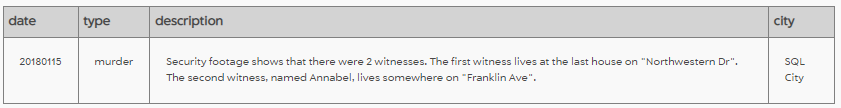 date type description city
20180115 murder Security footage shows that there were 2 witnesses. The first witness lives at the last house on "Northwestern Dr". SQL
The second witness, named Annabel, lives somewhere on "Franklin Ave". City